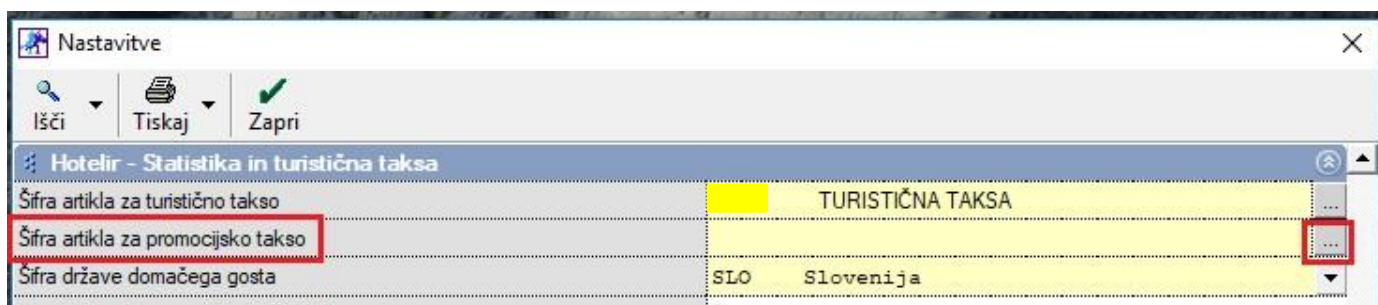 Nastavitve
Išči Tiskaj Zapri
Hotelir - Statistika in turistična taksa
Šifra artikla za turistično takso TURISTIČNA TAKSA ...
Šifra artikla za promocijsko takso ...
Šifra države domačega gosta SLO Slovenija